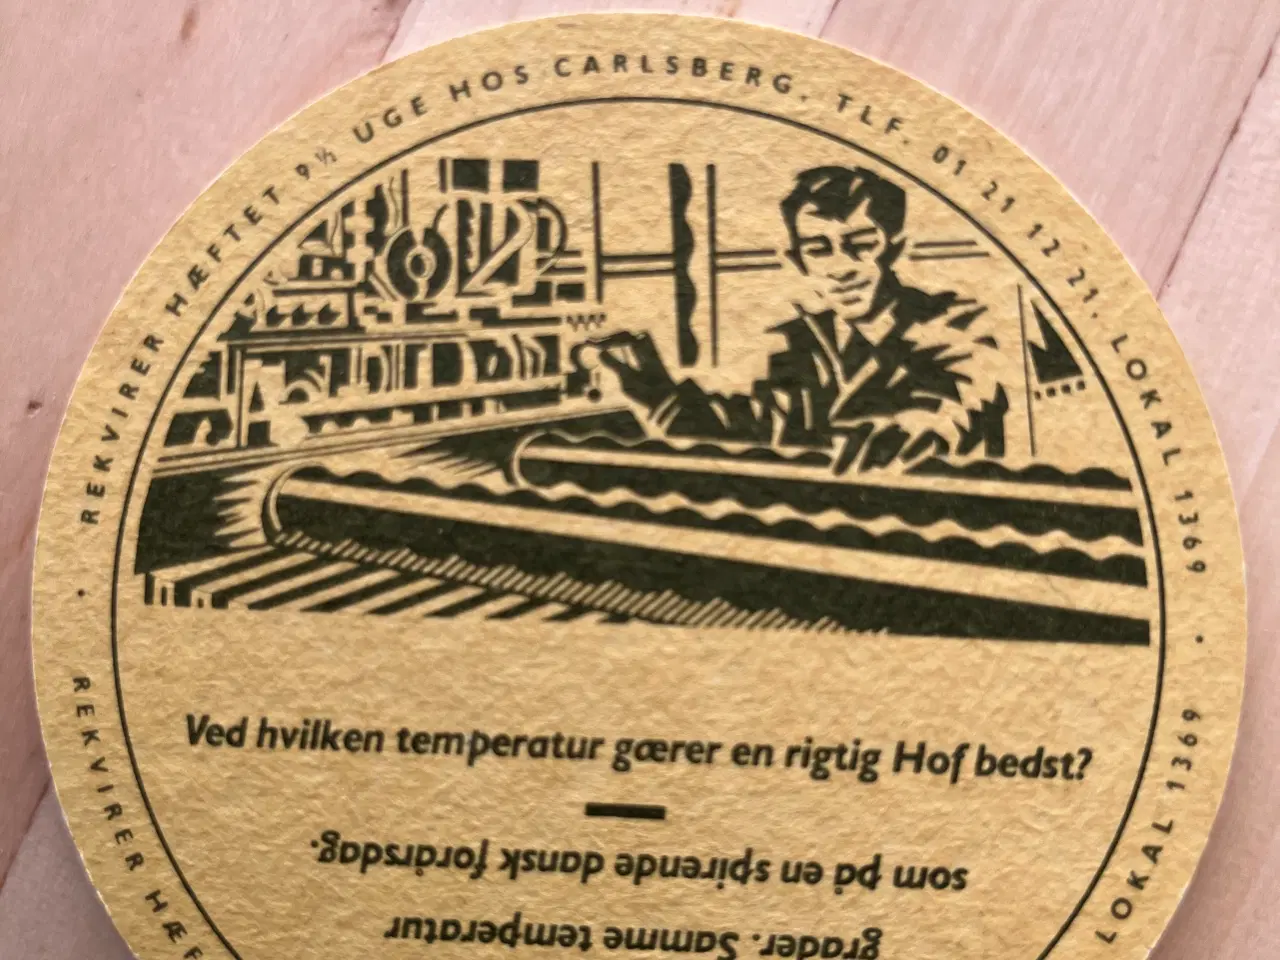 REKVIRER HÆFTET 9½ UGE HOS CARLSBERG, TLF. 01 21 12 21, LOKAL 1369 •
Ved hvilken temperatur gærer en rigtig Hof bedst?
grader. Samme temperatur
som på en spirende dansk forårsdag.
• REKVIRER HÆF
LOKAL 1369